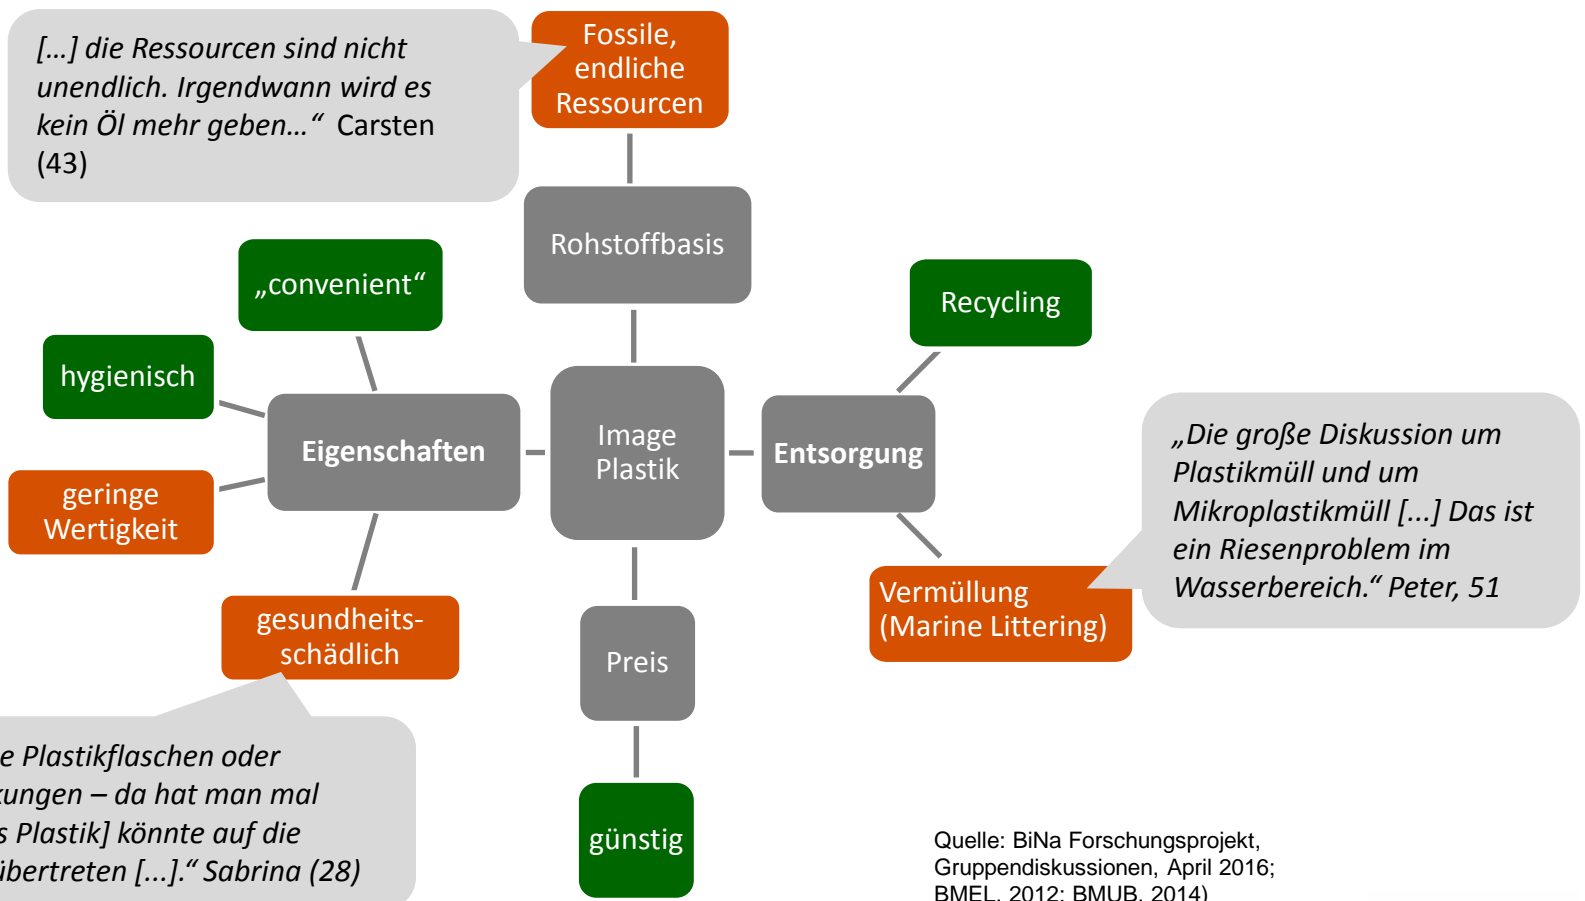 […] die Ressourcen sind nicht
unendlich. Irgendwann wird es
kein Öl mehr geben…“ Carsten
(43)
Fossile,
endliche
Ressourcen
Rohstoffbasis
„convenient“
Recycling
hygienisch
Eigenschaften
Image
Plastik
Entsorgung
„Die große Diskussion um
Plastikmüll und um
Mikroplastikmüll [...] Das ist
ein Riesenproblem im
Wasserbereich.“ Peter, 51
geringe
Wertigkeit
Vermüllung
(Marine Littering)
gesundheits-
schädlich
Preis
günstig
Plastikflaschen oder
– da hat man mal
Plastik] könnte auf die
übertreten [...].“ Sabrina (28)
Quelle: BiNa Forschungsprojekt,
Gruppendiskussionen, April 2016;
BMEL, 2012; BMUB, 2014)